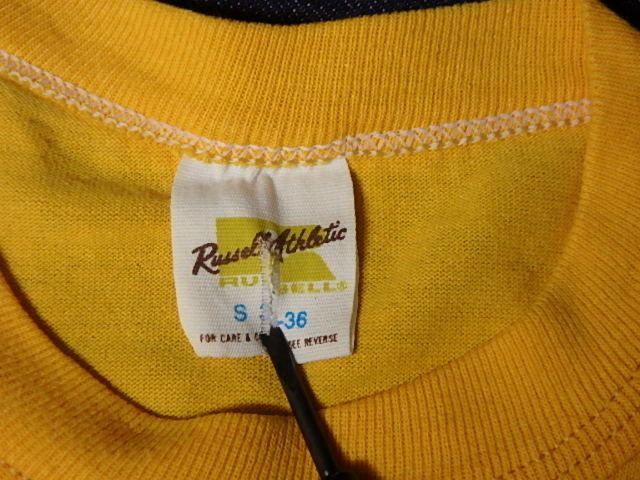 Russell Athletic
RUSSELL®
S -36
FOR CARE & SEE REVERSE